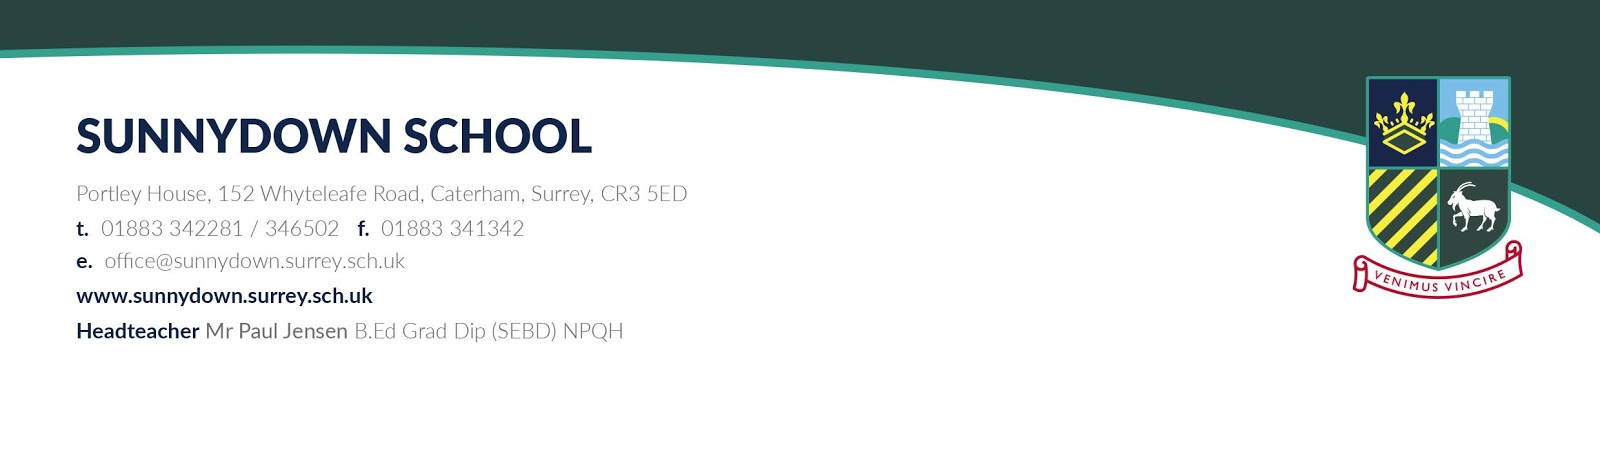 SUNNYDOWN SCHOOL
Portley House, 152 Whyteleafe Road, Caterham, Surrey, CR3 5ED
t. 01883 342281 / 346502 f. 01883 341342
e. office@sunnydown.surrey.sch.uk
www.sunnydown.surrey.sch.uk
Headteacher Mr Paul Jensen B.Ed Grad Dip (SEBD) NPQH
VENIMUS VINCIRE